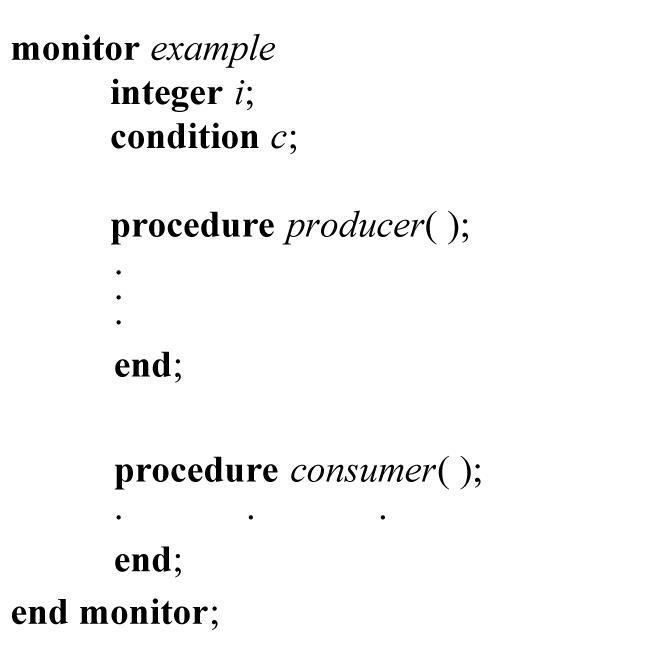 monitor example
integer i;
condition c;
procedure producer( );
.
.
.
end;
procedure consumer( );
. . .
end;
end monitor;